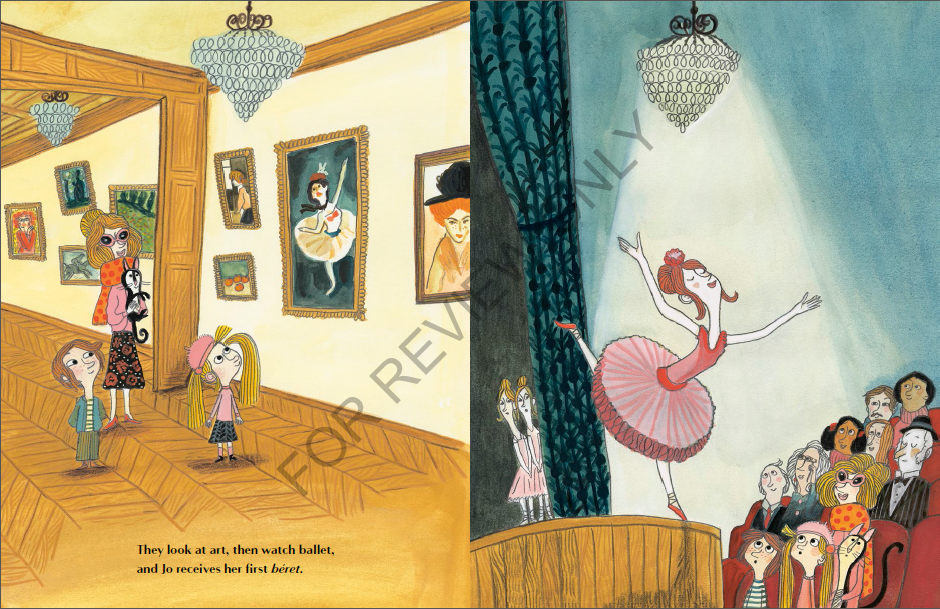 They look at art, then watch ballet,
and Jo receives her first béret.
FOR REVIEW ONLY